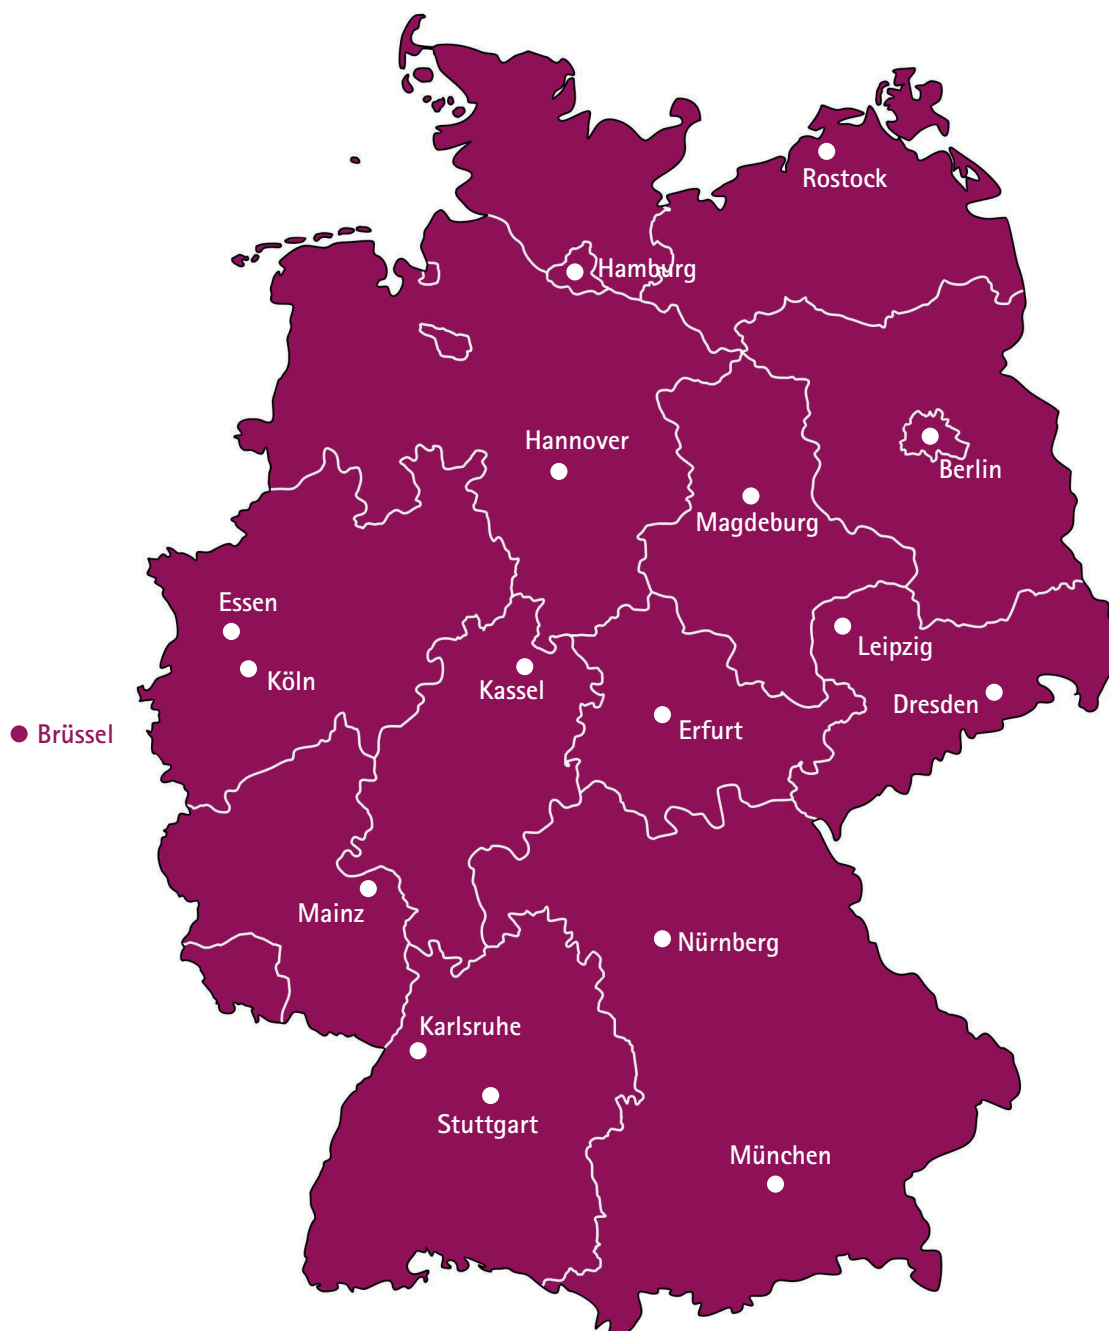 Rostock
Hamburg
Hannover
Berlin
Magdeburg
Essen
Leipzig
Köln
Kassel
Dresden
Erfurt
Brüssel
Mainz
Nürnberg
Karlsruhe
Stuttgart
München